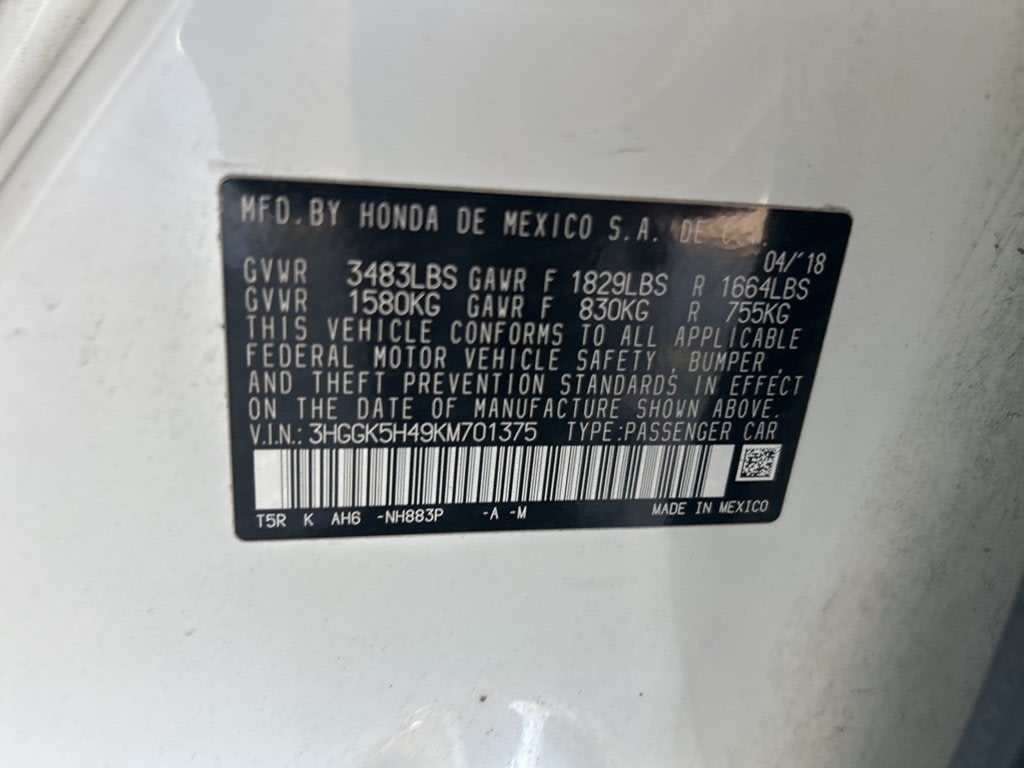 MFD. BY HONDA DE MEXICO S.A. DE C.V.
04/'18
GVWR 3483LBS GAWR F 1829LBS R 1664LBS
GVWR 1580KG GAWR F 830KG R 755KG
THIS VEHICLE CONFORMS TO ALL APPLICABLE
FEDERAL MOTOR VEHICLE SAFETY, BUMPER,
AND THEFT PREVENTION STANDARDS IN EFFECT
ON THE DATE OF MANUFACTURE SHOWN ABOVE.
V.I.N.: 3HGGK5H49KM701375 TYPE:PASSENGER CAR
T5R K AH6 -NH883P -A -M MADE IN MEXICO